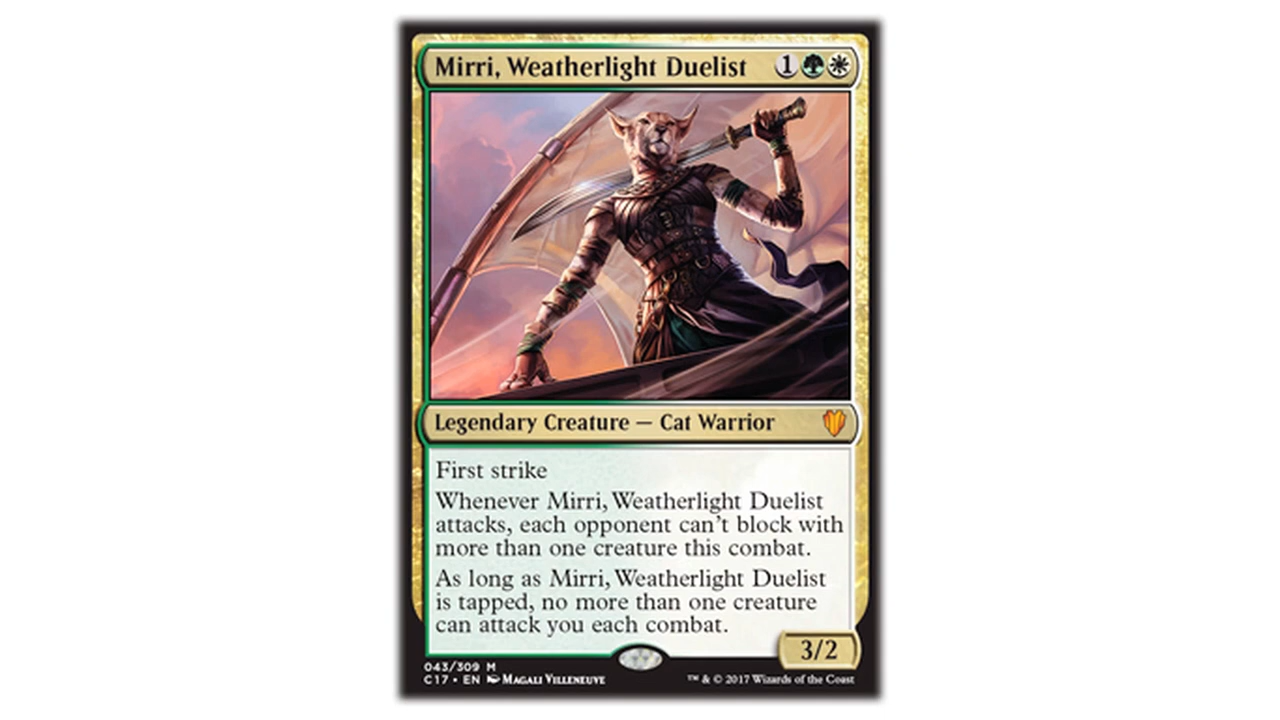 Mirri, Weatherlight Duelist 1
Legendary Creature — Cat Warrior
First strike
Whenever Mirri, Weatherlight Duelist
attacks, each opponent can't block with
more than one creature this combat.
As long as Mirri, Weatherlight Duelist
is tapped, no more than one creature
can attack you each combat.
3/2
043/309 M
C17 • EN Magali Villeneuve
™ & © 2017 Wizards of the Coast